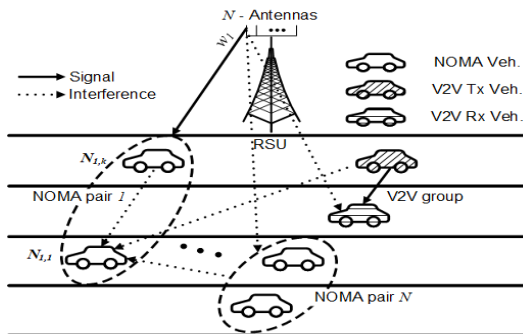 N - Antennas
w1
Signal
Interference
NOMA Veh.
V2V Tx Veh.
V2V Rx Veh.
RSU
N1,k
NOMA pair 1
V2V group
N1,1
NOMA pair N